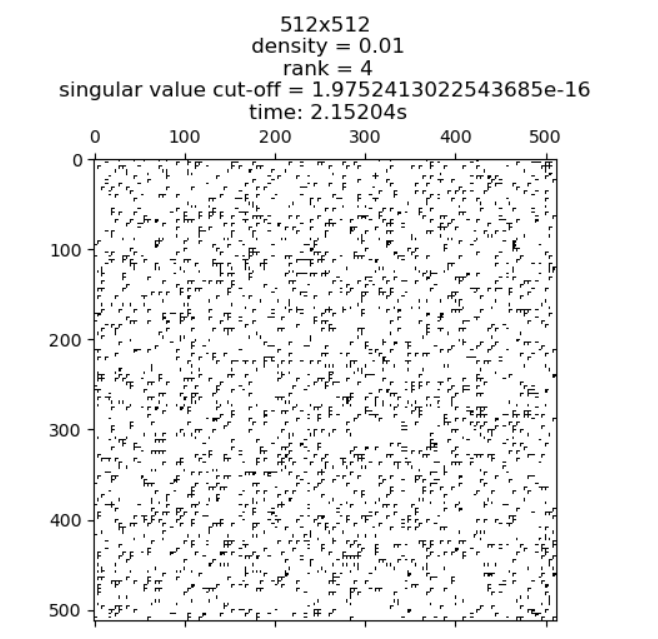 512x512
density = 0.01
rank = 4
singular value cut-off = 1.9752413022543685e-16
time: 2.15204s
0 100 200 300 400 500
0
100
200
300
400
500